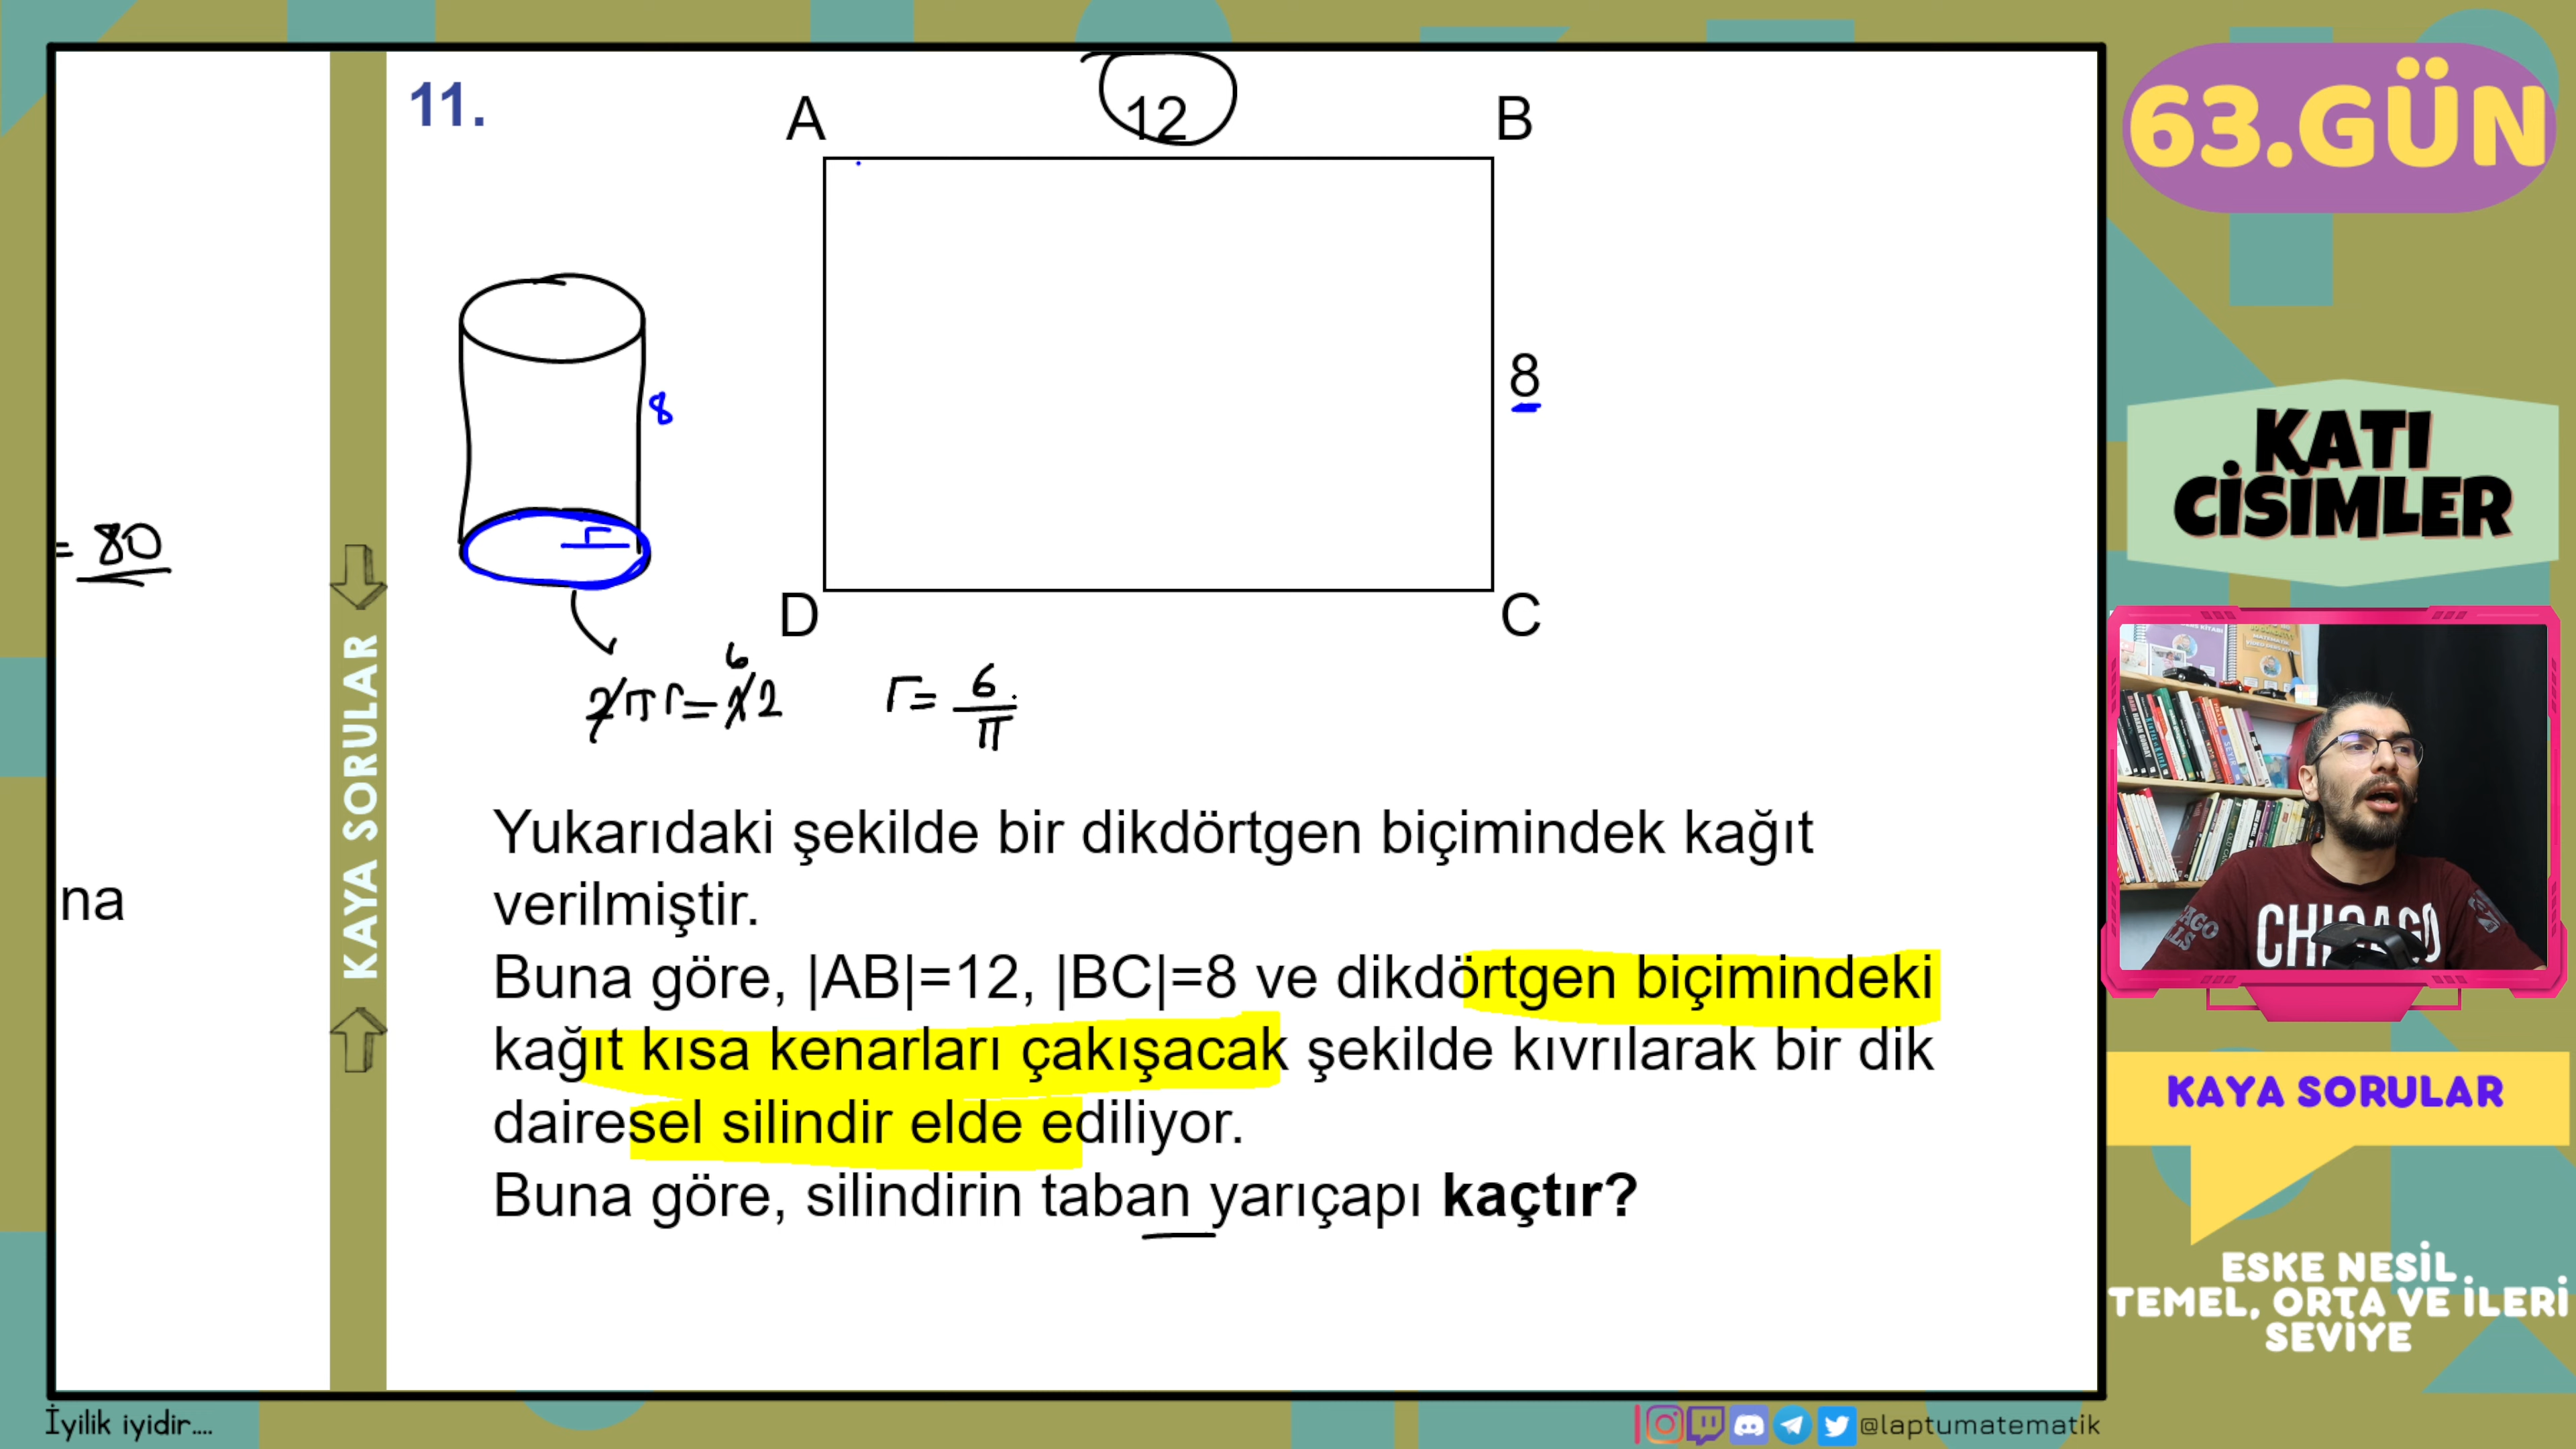 11.
A
12
B
8
8
r
D
C
= 80
2πr=12
6
r= 6/π
na
KAYA SORULAR
Yukarıdaki şekilde bir dikdörtgen biçimindek kağıt
verilmiştir.
Buna göre, |AB|=12, |BC|=8 ve dikdörtgen biçimindeki
kağıt kısa kenarları çakışacak şekilde kıvrılarak bir dik
dairesel silindir elde ediliyor.
Buna göre, silindirin taban yarıçapı kaçtır?
63.GÜN
KATI
CİSİMLER
CHICAGO
KAYA SORULAR
ESKE NESİL
TEMEL, ORTA VE İLERİ
SEVİYE
İyilik iyidir....
@laptumatematik